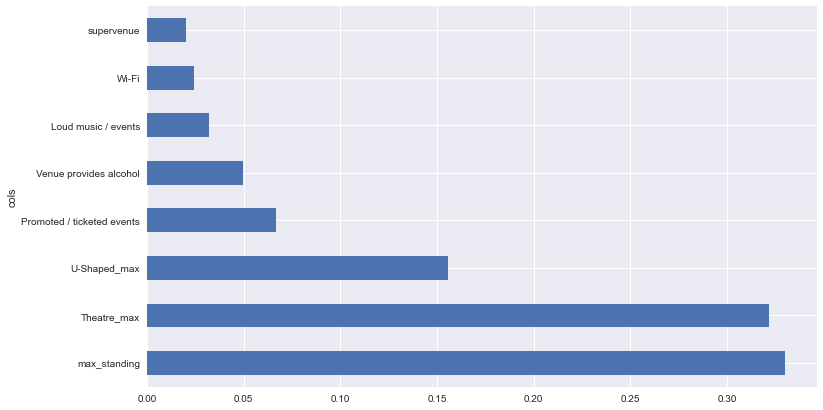 supervenue
Wi-Fi
Loud music / events
Venue provides alcohol
cols
Promoted / ticketed events
U-Shaped_max
Theatre_max
max_standing
0.00 0.05 0.10 0.15 0.20 0.25 0.30